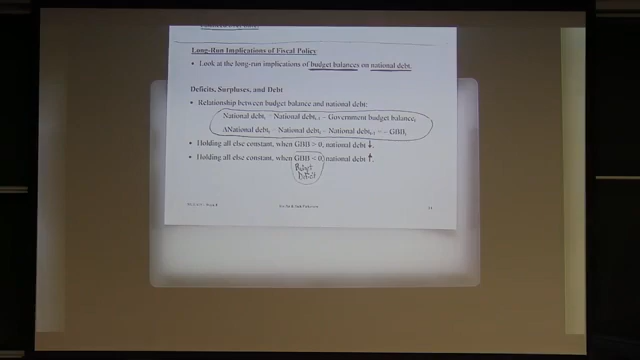 Long-Run Implications of Fiscal Policy
• Look at the long-run implications of budget balances on national debt.
Deficits, Surpluses, and Debt
• Relationship between budget balance and national debt:
National debtₜ = National debtₜ₋₁ − Government budget balanceₜ
ΔNational debtₜ = National debtₜ − National debtₜ₋₁ = − GBBₜ
• Holding all else constant, when GBB > 0, national debt ↓.
• Holding all else constant, when GBB < 0, national debt ↑.
Budget
Deficit